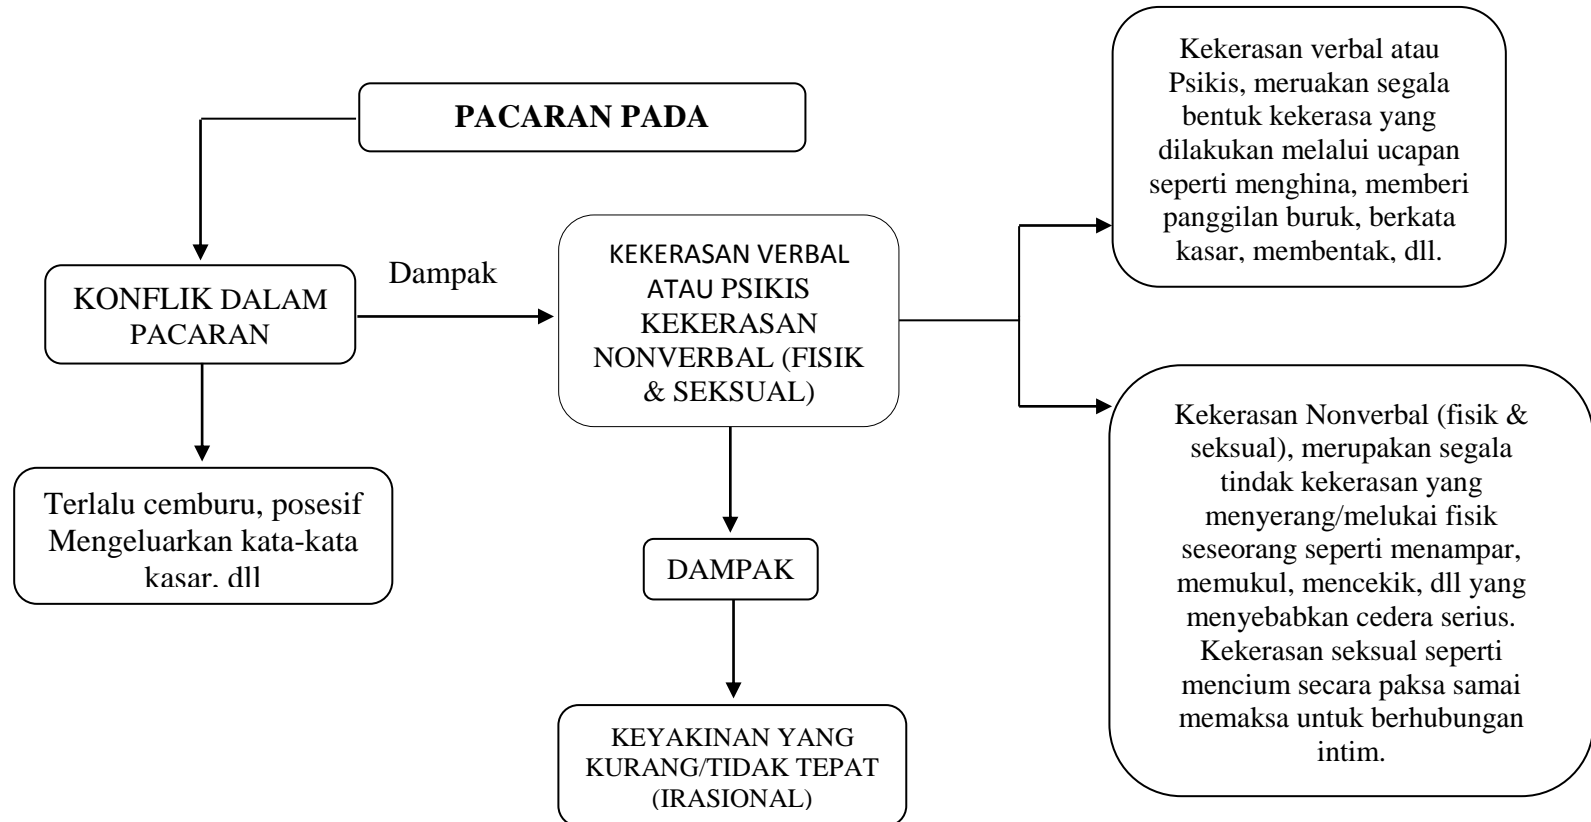 PACARAN PADA
KONFLIK DALAM
PACARAN
Dampak
Terlalu cemburu, posesif
Mengeluarkan kata-kata
kasar, dll
KEKERASAN VERBAL
ATAU PSIKIS
KEKERASAN
NONVERBAL (FISIK
& SEKSUAL)
DAMPAK
KEYAKINAN YANG
KURANG/TIDAK TEPAT
(IRASIONAL)
Kekerasan verbal atau
Psikis, meruakan segala
bentuk kekerasa yang
dilakukan melalui ucapan
seperti menghina, memberi
panggilan buruk, berkata
kasar, membentak, dll.
Kekerasan Nonverbal (fisik &
seksual), merupakan segala
tindak kekerasan yang
menyerang/melukai fisik
seseorang seperti menampar,
memukul, mencekik, dll yang
menyebabkan cedera serius.
Kekerasan seksual seperti
mencium secara paksa samai
memaksa untuk berhubungan
intim.